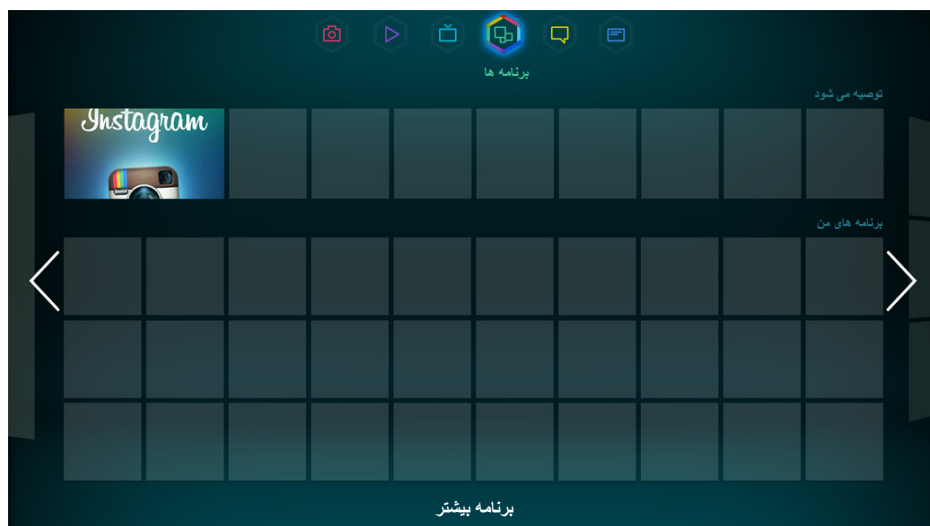 برنامه ها
توصیه می شود
Instagram
برنامه های من
برنامه بیشتر